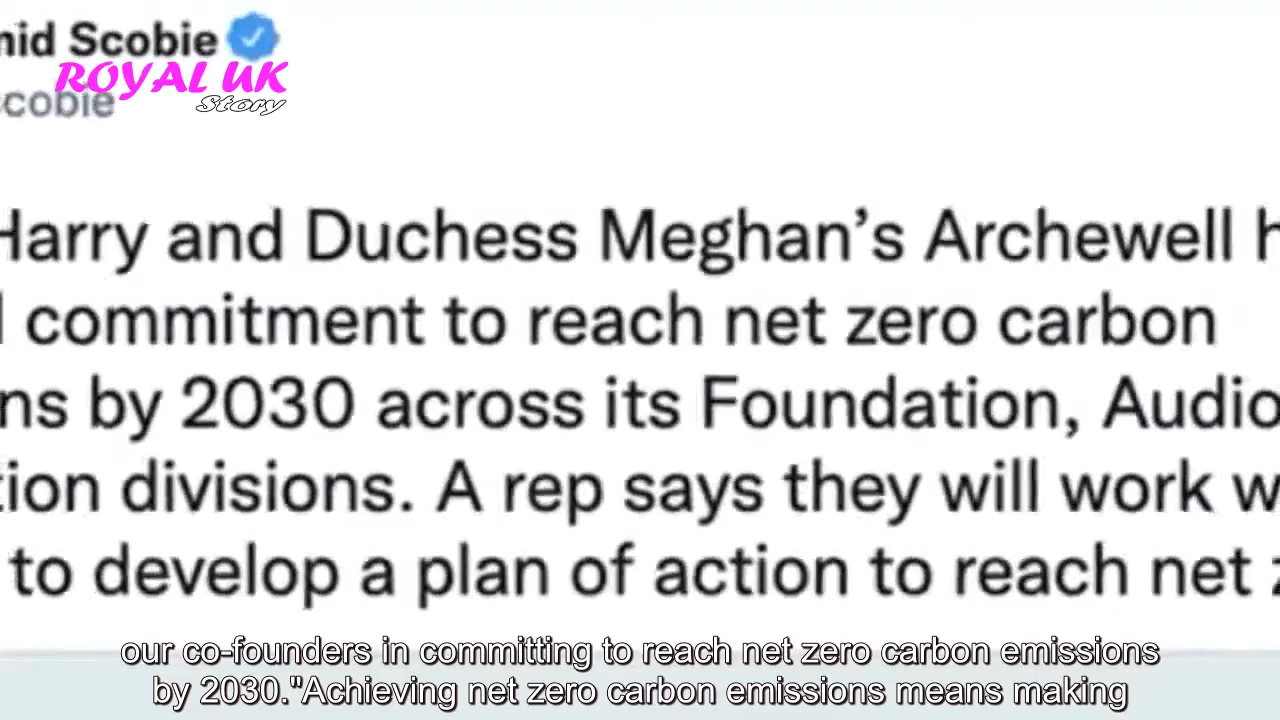 mid Scobie
ROYAL UK
Story
scobie
Harry and Duchess Meghan's Archewell h
commitment to reach net zero carbon
ns by 2030 across its Foundation, Audio
tion divisions. A rep says they will work w
to develop a plan of action to reach net z
our co-founders in committing to reach net zero carbon emissions
by 2030."Achieving net zero carbon emissions means making